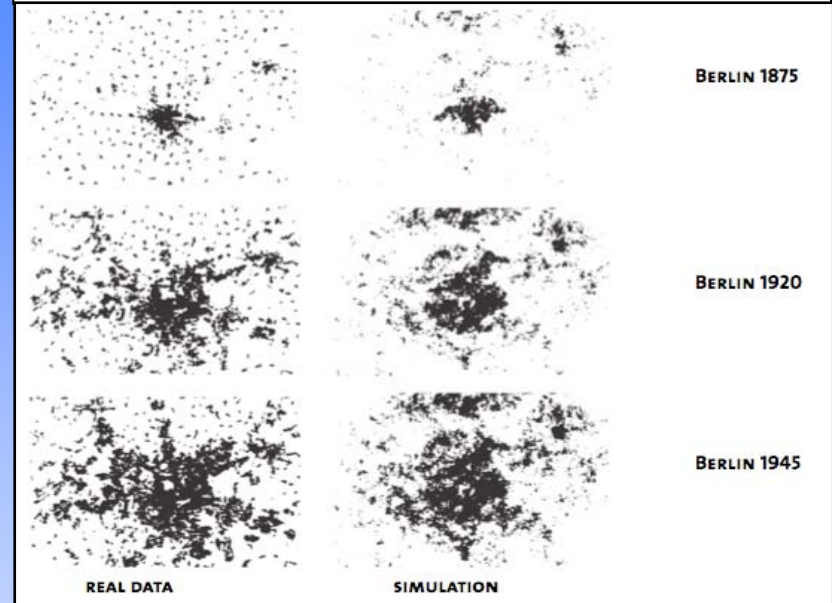 BERLIN 1875
BERLIN 1920
BERLIN 1945
REAL DATA
SIMULATION